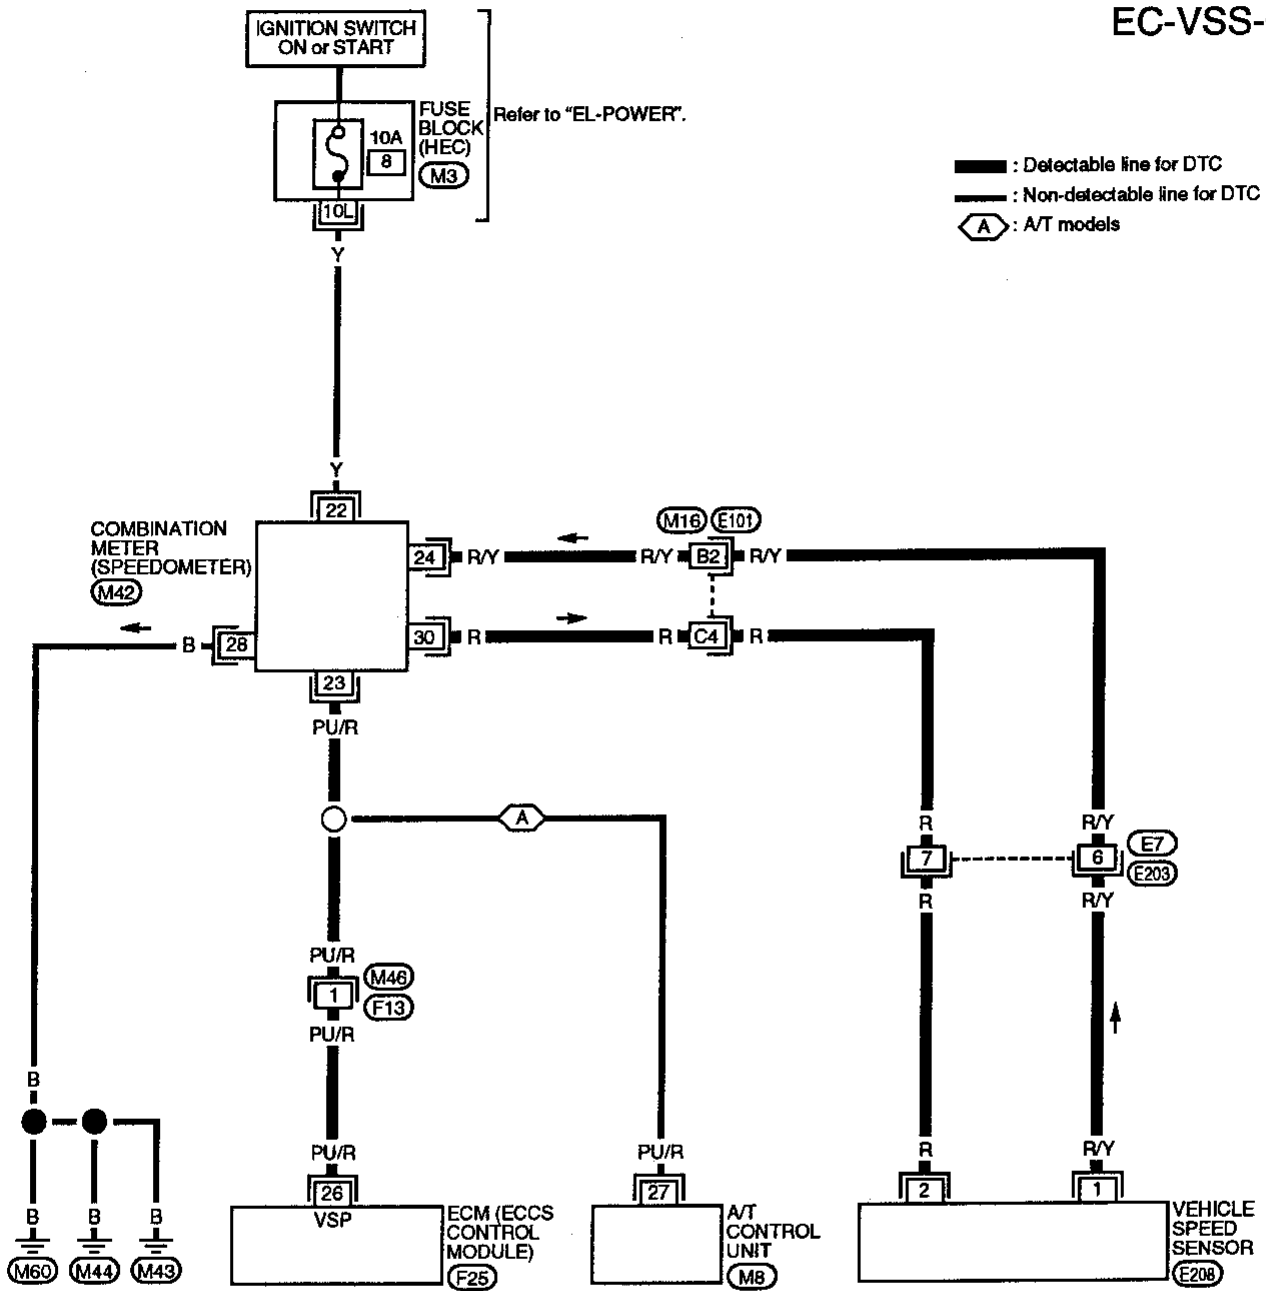 EC-VSS-
IGNITION SWITCH
ON or START
FUSE
BLOCK
(HEC)
M3
10A
8
10L
Refer to "EL-POWER".
: Detectable line for DTC
: Non-detectable line for DTC
A : A/T models
Y
Y
22
COMBINATION
METER
(SPEEDOMETER)
M42
M16 E101
24 R/Y R/Y B2 R/Y
B 28
30 R R C4 R
23
PU/R
A
R R/Y
7 6 E7
E203
R R/Y
PU/R
1 M46
F13
PU/R
B
PU/R PU/R R R/Y
26 27 2 1
VSP
B B B
M60 M44 M43
ECM (ECCS
CONTROL
MODULE)
F25
A/T
CONTROL
UNIT
M8
VEHICLE
SPEED
SENSOR
E208